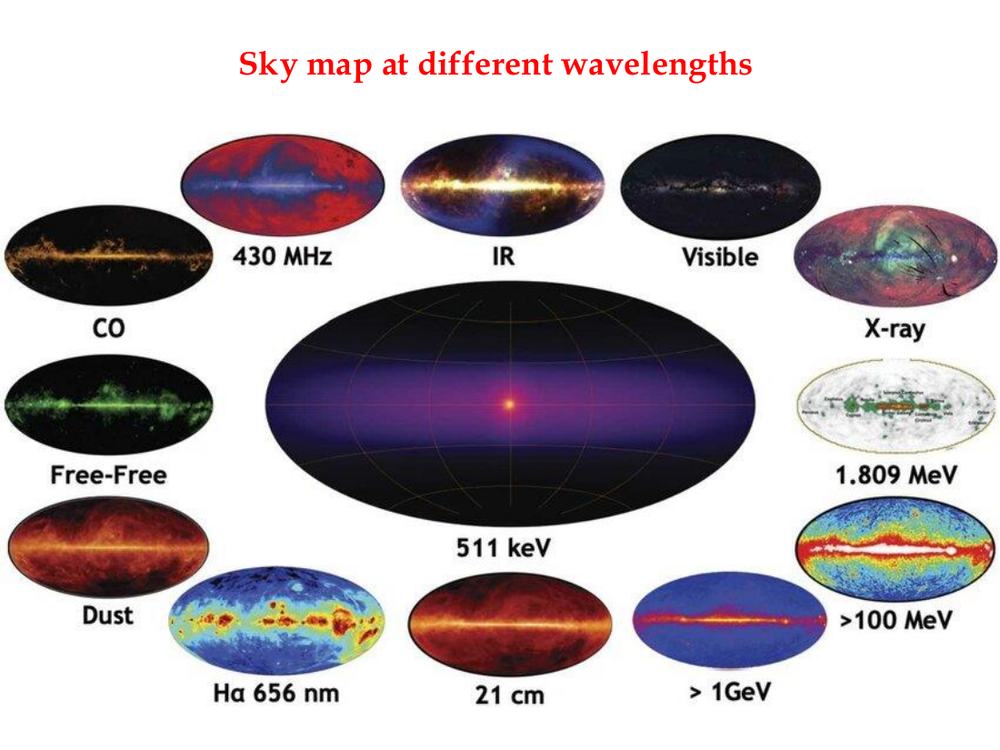 Sky map at different wavelengths
430 MHz
IR
Visible
CO
X-ray
Free-Free
1.809 MeV
511 keV
Dust
>100 MeV
Hα 656 nm
21 cm
> 1GeV